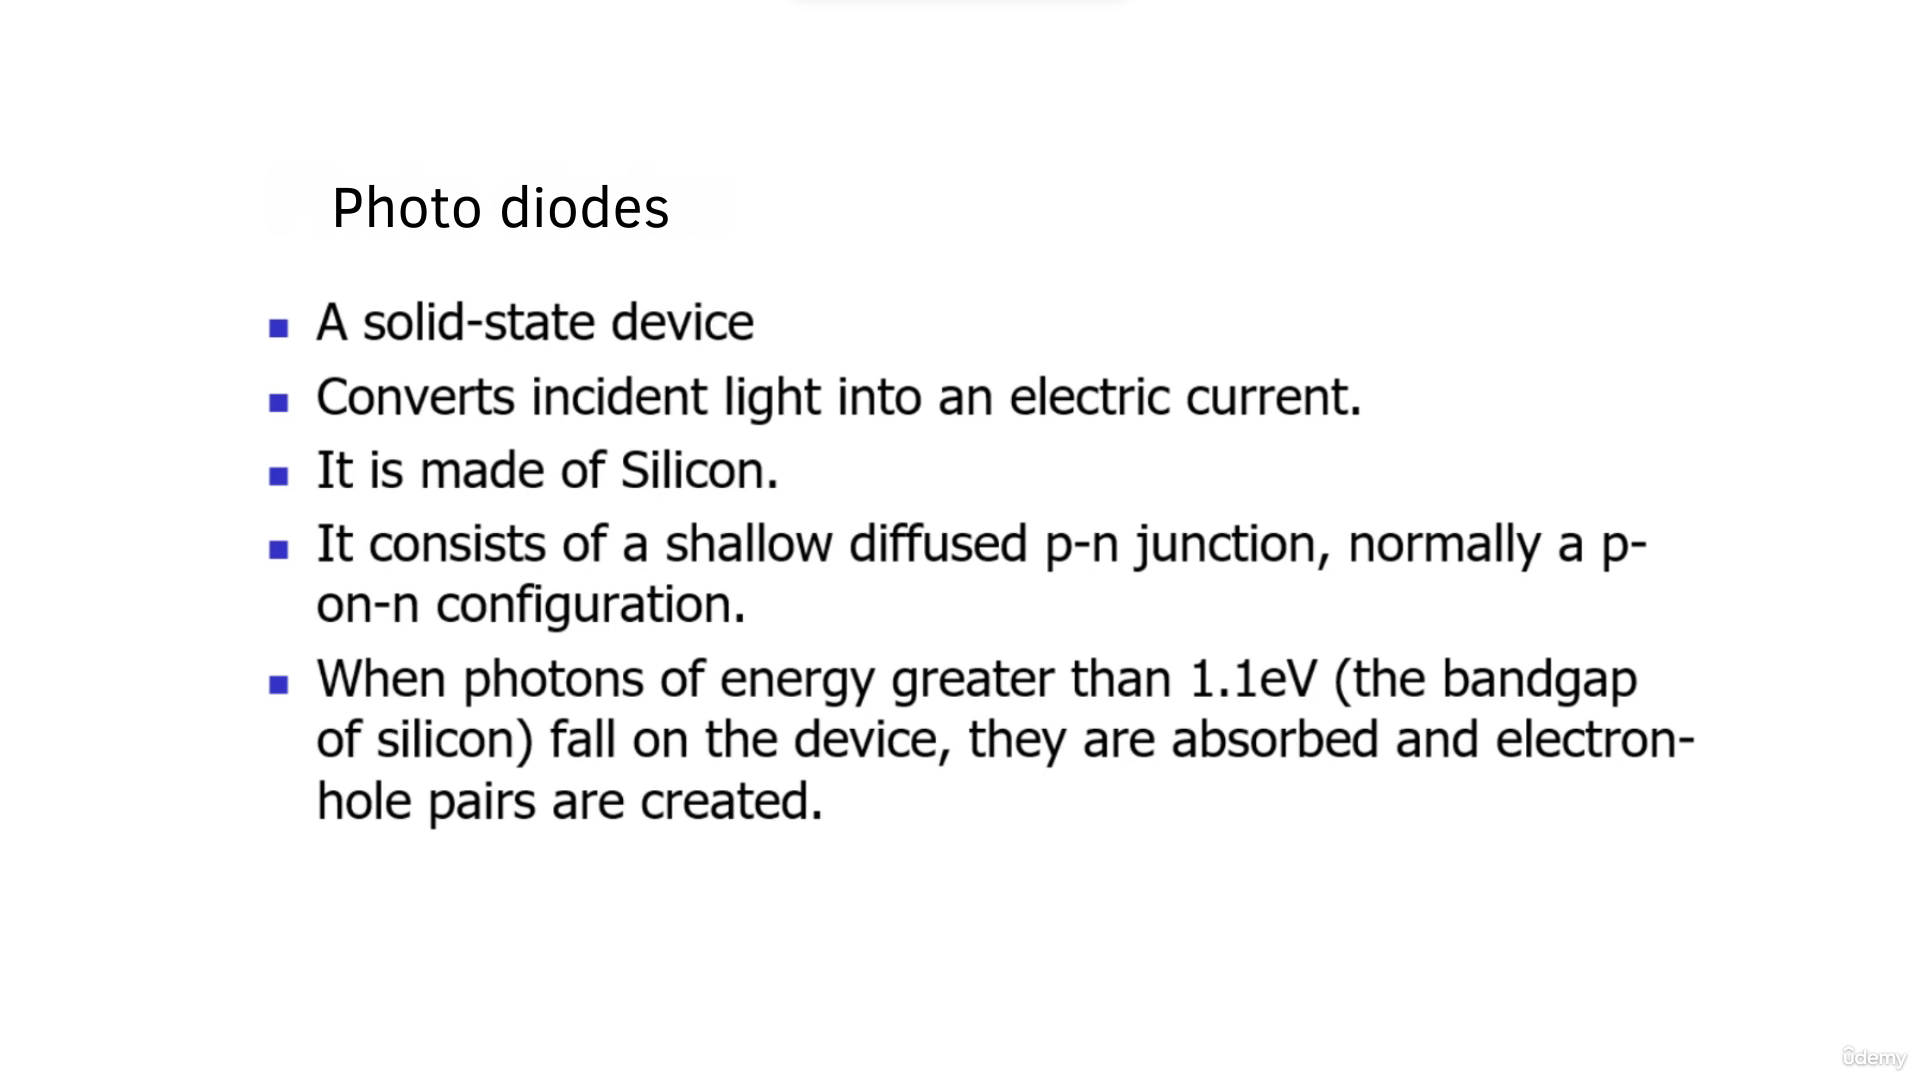 Photo diodes
A solid-state device
Converts incident light into an electric current.
It is made of Silicon.
It consists of a shallow diffused p-n junction, normally a p-
on-n configuration.
When photons of energy greater than 1.1eV (the bandgap
of silicon) fall on the device, they are absorbed and electron-
hole pairs are created.
ûdemy